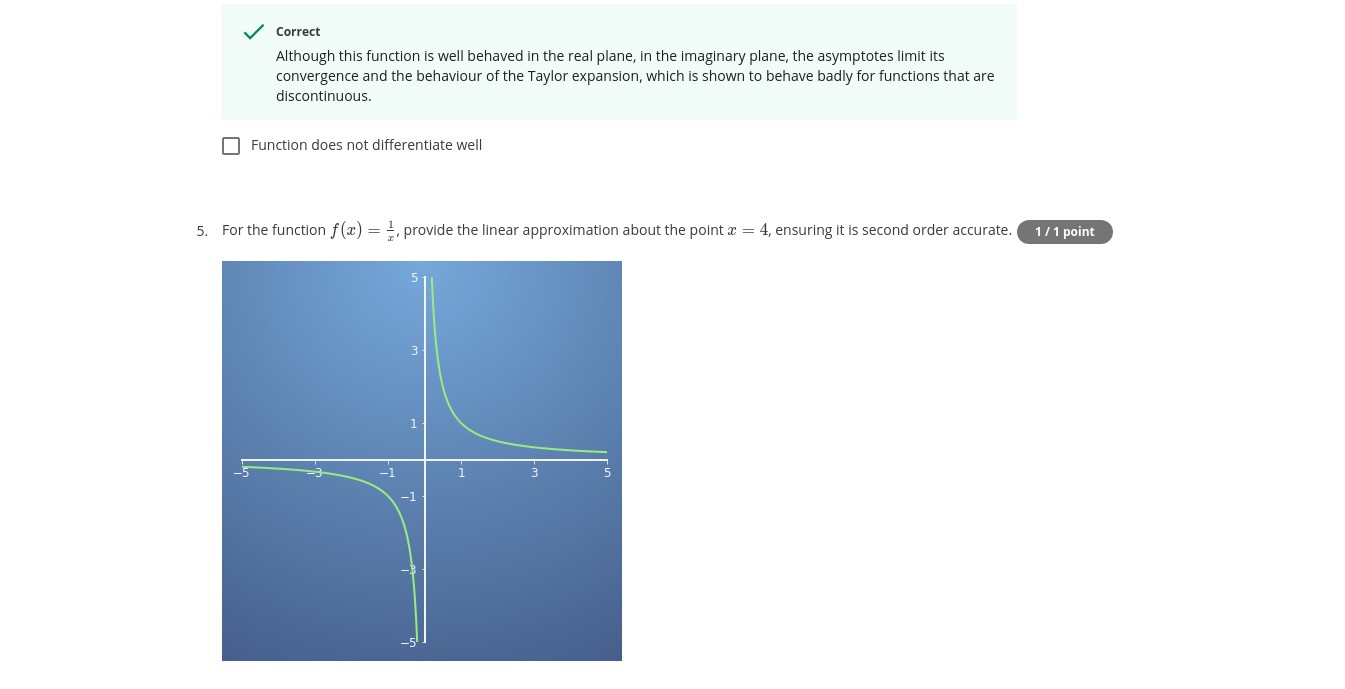 Correct
Although this function is well behaved in the real plane, in the imaginary plane, the asymptotes limit its
convergence and the behaviour of the Taylor expansion, which is shown to behave badly for functions that are
discontinuous.
Function does not differentiate well
5. For the function f(x) = 1/x, provide the linear approximation about the point x = 4, ensuring it is second order accurate. 1 / 1 point
5
3
1
−5 −3 −1 1 3 5
−1
−3
−5